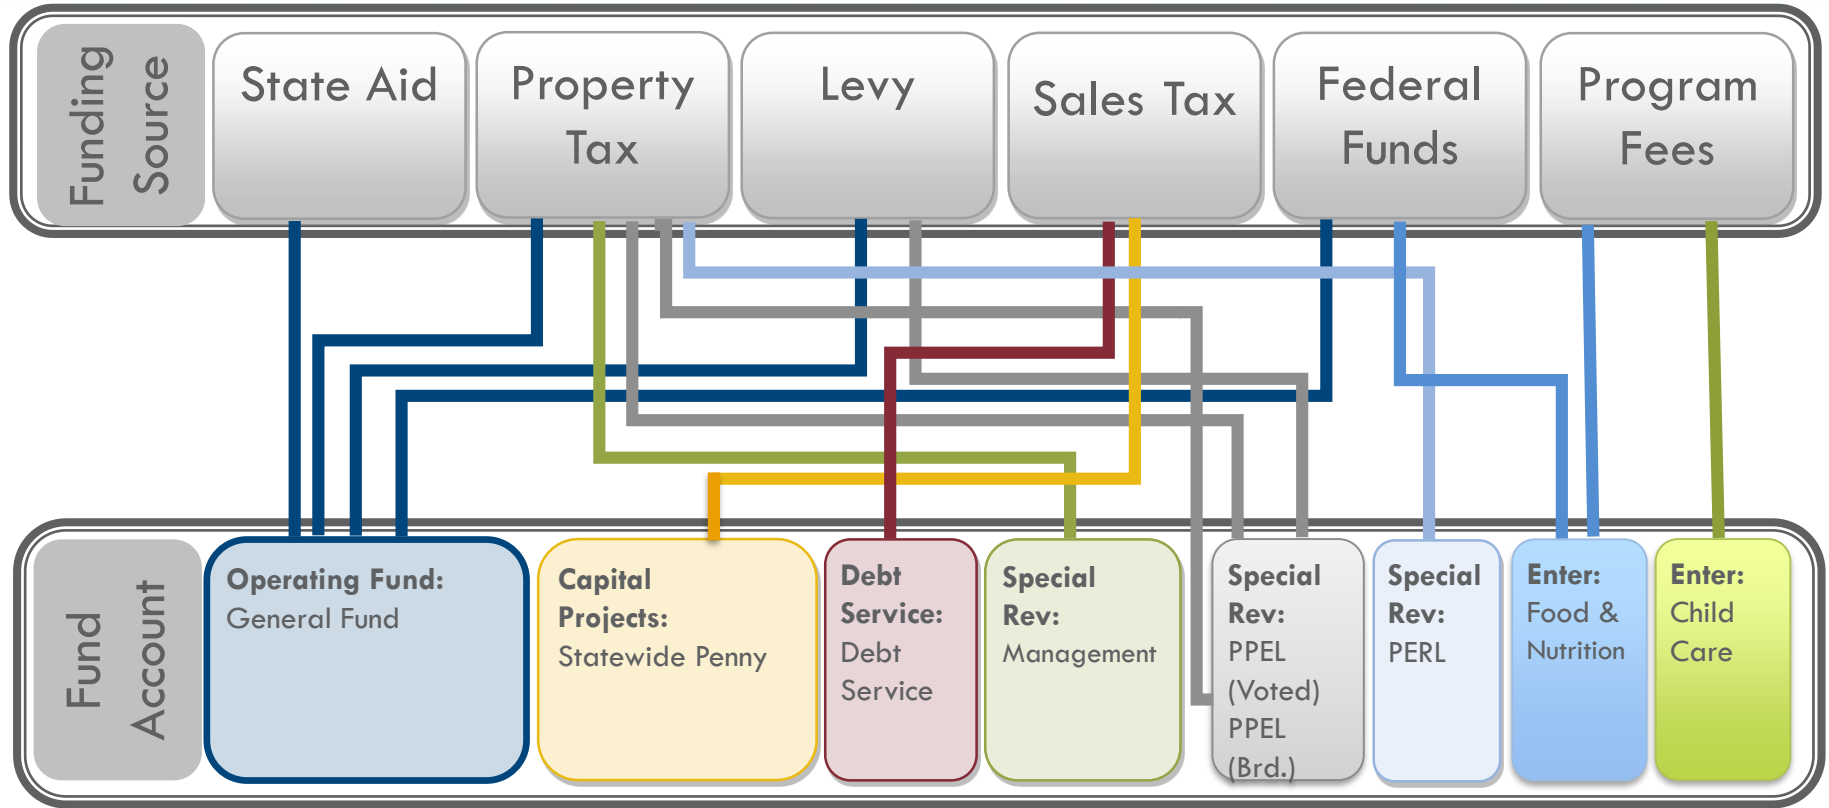 Funding
Source
State Aid
Property
Tax
Levy
Sales Tax
Federal
Funds
Program
Fees
Fund
Account
Operating Fund:
General Fund
Capital
Projects:
Statewide Penny
Debt
Service:
Debt
Service
Special
Rev:
Management
Special
Rev:
PPEL
(Voted)
PPEL
(Brd.)
Special
Rev:
PERL
Enter:
Food &
Nutrition
Enter:
Child
Care